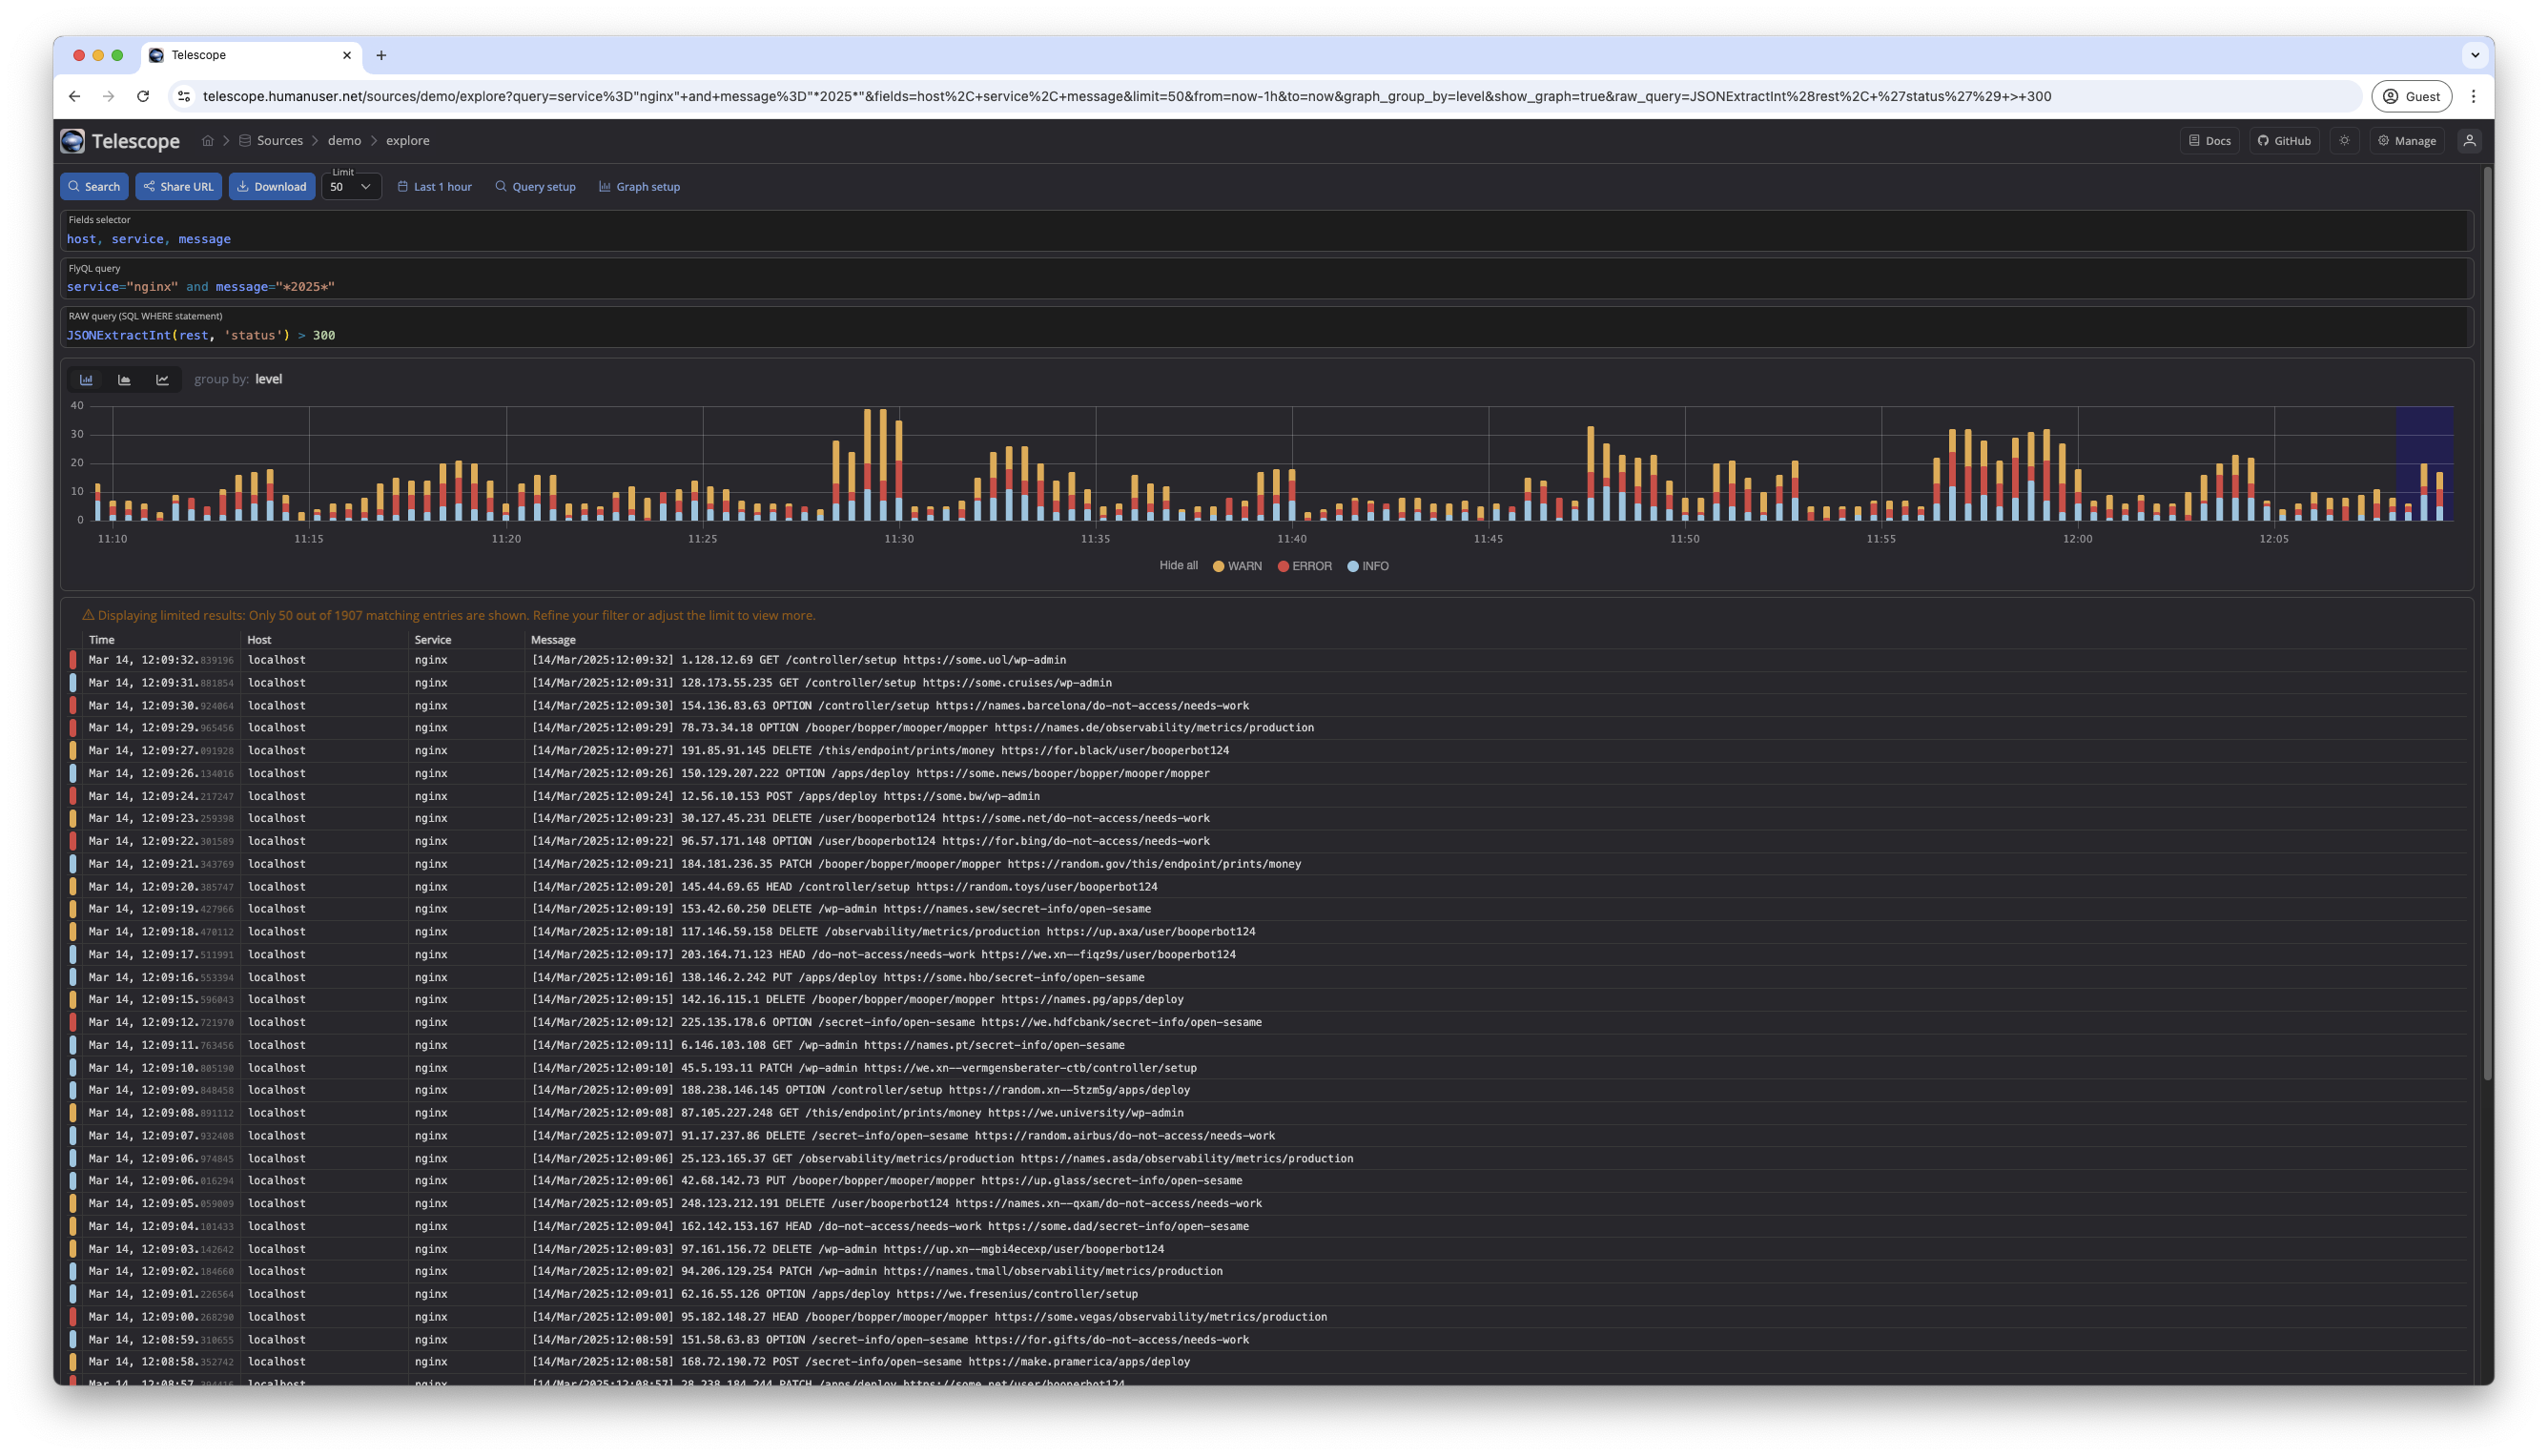 Telescope
telescope.humanuser.net/sources/demo/explore?query=service%3D"nginx"+and+message%3D"*2025*"&fields=host%2C+service%2C+message&limit=50&from=now-1h&to=now&graph_group_by=level&show_graph=true&raw_query=JSONExtractInt%28rest%2C+%27status%27%29+>+300 Guest
Telescope Sources demo explore Docs GitHub Manage
Search Share URL Download Limit 50 Last 1 hour Query setup Graph setup
Fields selector
host, service, message
FlyQL query
service="nginx" and message="*2025*"
RAW query (SQL WHERE statement)
JSONExtractInt(rest, 'status') > 300
group by: level
40
30
20
10
0
11:10 11:15 11:20 11:25 11:30 11:35 11:40 11:45 11:50 11:55 12:00 12:05
Hide all WARN ERROR INFO
Displaying limited results: Only 50 out of 1907 matching entries are shown. Refine your filter or adjust the limit to view more.
Time Host Service Message
Mar 14, 12:09:32.839196 localhost nginx [14/Mar/2025:12:09:32] 1.128.12.69 GET /controller/setup https://some.uol/wp-admin
Mar 14, 12:09:31.881854 localhost nginx [14/Mar/2025:12:09:31] 128.173.55.235 GET /controller/setup https://some.cruises/wp-admin
Mar 14, 12:09:30.924064 localhost nginx [14/Mar/2025:12:09:30] 154.136.83.63 OPTION /controller/setup https://names.barcelona/do-not-access/needs-work
Mar 14, 12:09:29.965456 localhost nginx [14/Mar/2025:12:09:29] 78.73.34.18 OPTION /booper/bopper/mooper/mopper https://names.de/observability/metrics/production
Mar 14, 12:09:27.091928 localhost nginx [14/Mar/2025:12:09:27] 191.85.91.145 DELETE /this/endpoint/prints/money https://for.black/user/booperbot124
Mar 14, 12:09:26.134016 localhost nginx [14/Mar/2025:12:09:26] 150.129.207.222 OPTION /apps/deploy https://some.news/booper/bopper/mooper/mopper
Mar 14, 12:09:24.217247 localhost nginx [14/Mar/2025:12:09:24] 12.56.10.153 POST /apps/deploy https://some.bw/wp-admin
Mar 14, 12:09:23.259398 localhost nginx [14/Mar/2025:12:09:23] 30.127.45.231 DELETE /user/booperbot124 https://some.net/do-not-access/needs-work
Mar 14, 12:09:22.301589 localhost nginx [14/Mar/2025:12:09:22] 96.57.171.148 OPTION /user/booperbot124 https://for.bing/do-not-access/needs-work
Mar 14, 12:09:21.343769 localhost nginx [14/Mar/2025:12:09:21] 184.181.236.35 PATCH /booper/bopper/mooper/mopper https://random.gov/this/endpoint/prints/money
Mar 14, 12:09:20.385747 localhost nginx [14/Mar/2025:12:09:20] 145.44.69.65 HEAD /controller/setup https://random.toys/user/booperbot124
Mar 14, 12:09:19.427966 localhost nginx [14/Mar/2025:12:09:19] 153.42.60.250 DELETE /wp-admin https://names.sew/secret-info/open-sesame
Mar 14, 12:09:18.470112 localhost nginx [14/Mar/2025:12:09:18] 117.146.59.158 DELETE /observability/metrics/production https://up.axa/user/booperbot124
Mar 14, 12:09:17.511991 localhost nginx [14/Mar/2025:12:09:17] 203.164.71.123 HEAD /do-not-access/needs-work https://we.xn--fiqz9s/user/booperbot124
Mar 14, 12:09:16.553394 localhost nginx [14/Mar/2025:12:09:16] 138.146.2.242 PUT /apps/deploy https://some.hbo/secret-info/open-sesame
Mar 14, 12:09:15.596043 localhost nginx [14/Mar/2025:12:09:15] 142.16.115.1 DELETE /booper/bopper/mooper/mopper https://names.pg/apps/deploy
Mar 14, 12:09:12.721970 localhost nginx [14/Mar/2025:12:09:12] 225.135.178.6 OPTION /secret-info/open-sesame https://we.hdfcbank/secret-info/open-sesame
Mar 14, 12:09:11.763456 localhost nginx [14/Mar/2025:12:09:11] 6.146.103.108 GET /wp-admin https://names.pt/secret-info/open-sesame
Mar 14, 12:09:10.805190 localhost nginx [14/Mar/2025:12:09:10] 45.5.193.11 PATCH /wp-admin https://we.xn--vermgensberater-ctb/controller/setup
Mar 14, 12:09:09.848458 localhost nginx [14/Mar/2025:12:09:09] 188.238.146.145 OPTION /controller/setup https://random.xn--5tzm5g/apps/deploy
Mar 14, 12:09:08.891112 localhost nginx [14/Mar/2025:12:09:08] 87.105.227.248 GET /this/endpoint/prints/money https://we.university/wp-admin
Mar 14, 12:09:07.932408 localhost nginx [14/Mar/2025:12:09:07] 91.17.237.86 DELETE /secret-info/open-sesame https://random.airbus/do-not-access/needs-work
Mar 14, 12:09:06.974845 localhost nginx [14/Mar/2025:12:09:06] 25.123.165.37 GET /observability/metrics/production https://names.asda/observability/metrics/production
Mar 14, 12:09:06.016294 localhost nginx [14/Mar/2025:12:09:06] 42.68.142.73 PUT /booper/bopper/mooper/mopper https://up.glass/secret-info/open-sesame
Mar 14, 12:09:05.059009 localhost nginx [14/Mar/2025:12:09:05] 248.123.212.191 DELETE /user/booperbot124 https://names.xn--qxam/do-not-access/needs-work
Mar 14, 12:09:04.101433 localhost nginx [14/Mar/2025:12:09:04] 162.142.153.167 HEAD /do-not-access/needs-work https://some.dad/secret-info/open-sesame
Mar 14, 12:09:03.142642 localhost nginx [14/Mar/2025:12:09:03] 97.161.156.72 DELETE /wp-admin https://up.xn--mgbi4ecexp/user/booperbot124
Mar 14, 12:09:02.184660 localhost nginx [14/Mar/2025:12:09:02] 94.206.129.254 PATCH /wp-admin https://names.tmall/observability/metrics/production
Mar 14, 12:09:01.226564 localhost nginx [14/Mar/2025:12:09:01] 62.16.55.126 OPTION /apps/deploy https://we.fresenius/controller/setup
Mar 14, 12:09:00.268290 localhost nginx [14/Mar/2025:12:09:00] 95.182.148.27 HEAD /booper/bopper/mooper/mopper https://some.vegas/observability/metrics/production
Mar 14, 12:08:59.310655 localhost nginx [14/Mar/2025:12:08:59] 151.58.63.83 OPTION /secret-info/open-sesame https://for.gifts/do-not-access/needs-work
Mar 14, 12:08:58.352742 localhost nginx [14/Mar/2025:12:08:58] 168.72.190.72 POST /secret-info/open-sesame https://make.pramerica/apps/deploy
Mar 14, 12:08:57. localhost nginx [14/Mar/2025:12:08:57] 28.238.184.244 PATCH /apps/deploy https://some.net/user/booperbot124